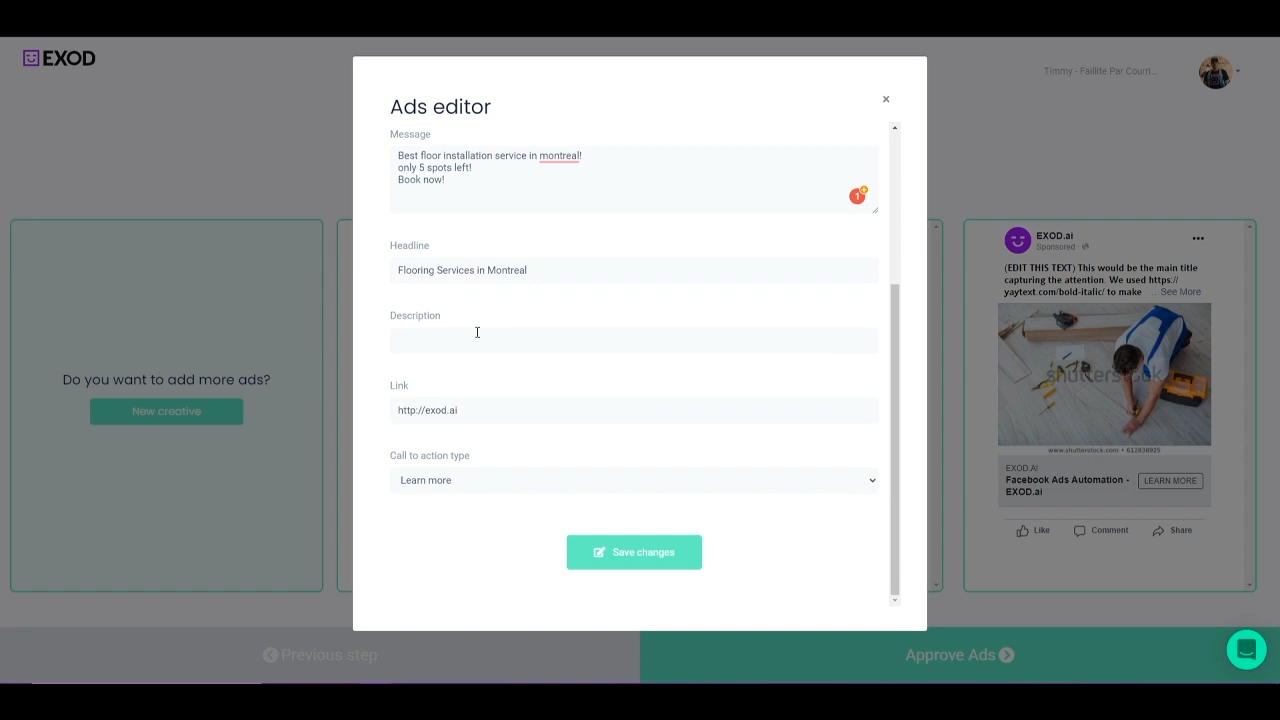 EXOD
Timmy - Faillite Par Courri...
Ads editor
×
Message
Best floor installation service in montreal!
only 5 spots left!
Book now!
1
Headline
Flooring Services in Montreal
Description
Link
http://exod.ai
Call to action type
Learn more
Save changes
Do you want to add more ads?
New creative
EXOD.ai
Sponsored ·
(EDIT THIS TEXT) This would be the main title
capturing the attention. We used https://
yaytext.com/bold-italic/ to make ... See More
shutterstock
www.shutterstock.com • 612838925
EXOD.AI
Facebook Ads Automation -
EXOD.ai
LEARN MORE
Like
Comment
Share
Previous step
Approve Ads